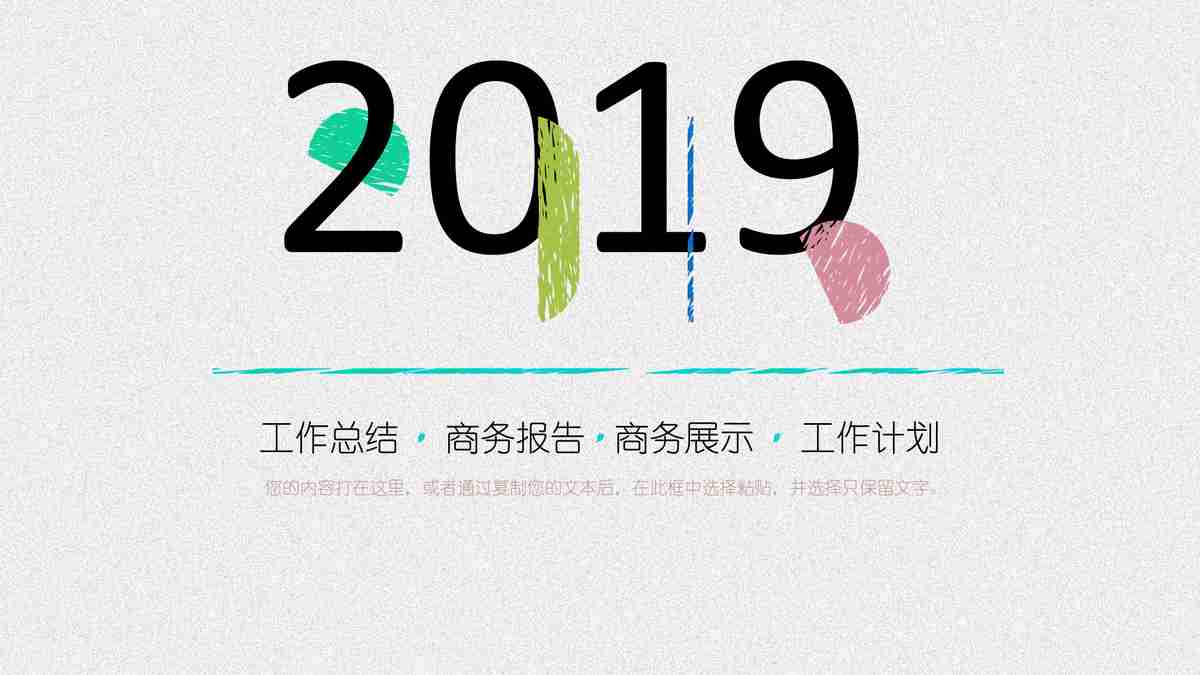 2019
工作总结 · 商务报告 · 商务展示 · 工作计划
您的内容打在这里，或者通过复制您的文本后，在此框中选择粘贴，并选择只保留文字。